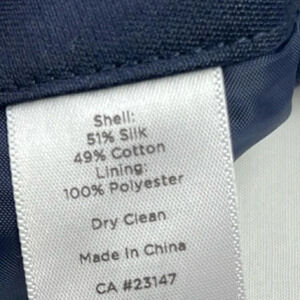 Shell:
51% Silk
49% Cotton
Lining:
100% Polyester
Dry Clean
Made in China
CA #23147